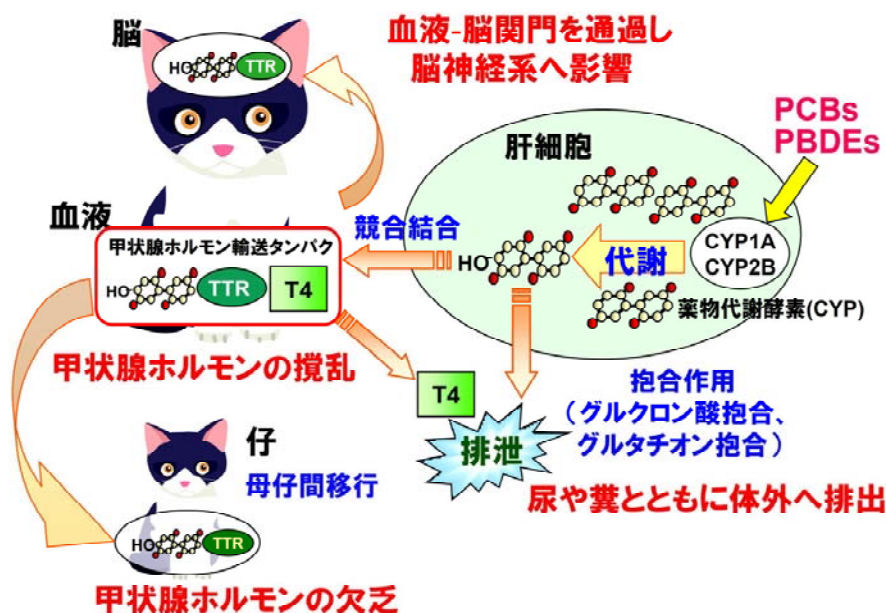 脳
HO
TTR
血液-脳関門を通過し
脳神経系へ影響
PCBs
PBDEs
肝細胞
CYP1A
CYP2B
代謝
HO
薬物代謝酵素(CYP)
競合結合
血液
甲状腺ホルモン輸送タンパク
HO
TTR
T4
甲状腺ホルモンの撹乱
T4
排泄
抱合作用
（グルクロン酸抱合、
グルタチオン抱合）
尿や糞とともに体外へ排出
仔
母仔間移行
HO
TTR
甲状腺ホルモンの欠乏